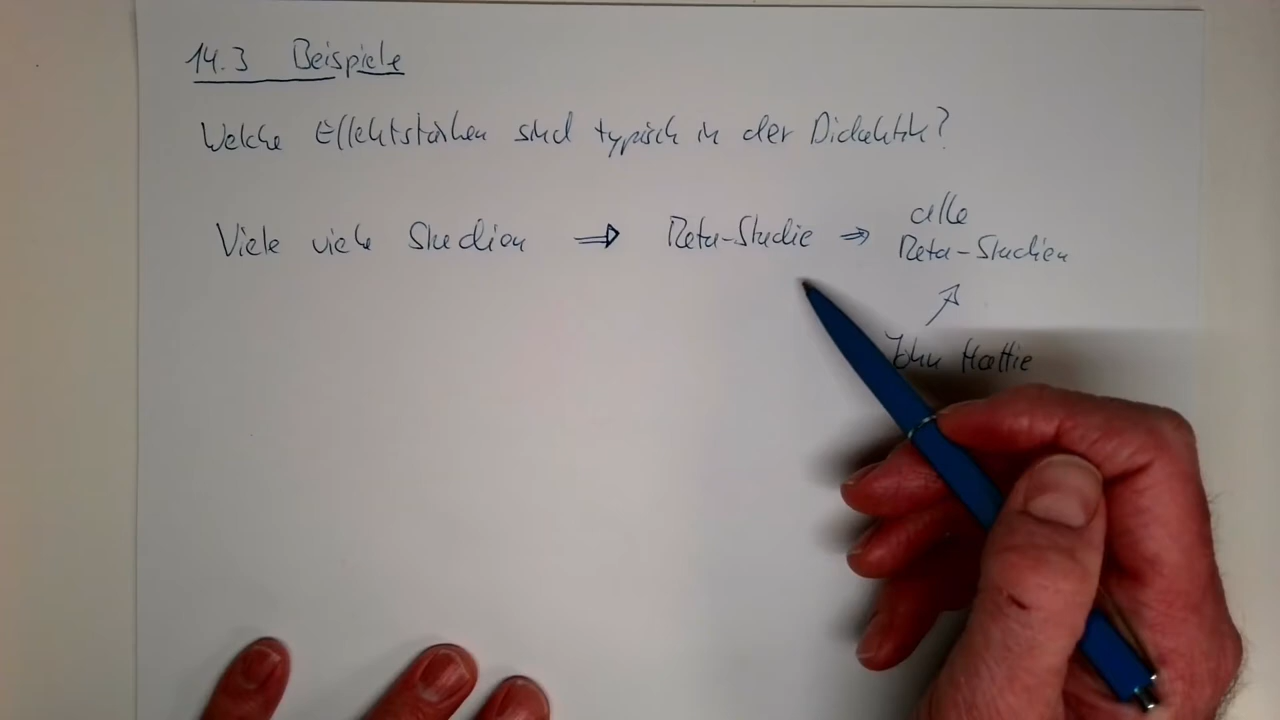 14.3 Beispiele
Welche Effektstärken sind typisch in der Didaktik?
Viele viele Studien ⇒ Meta-Studie ⇒ alle Meta-Studien
↗
John Hattie